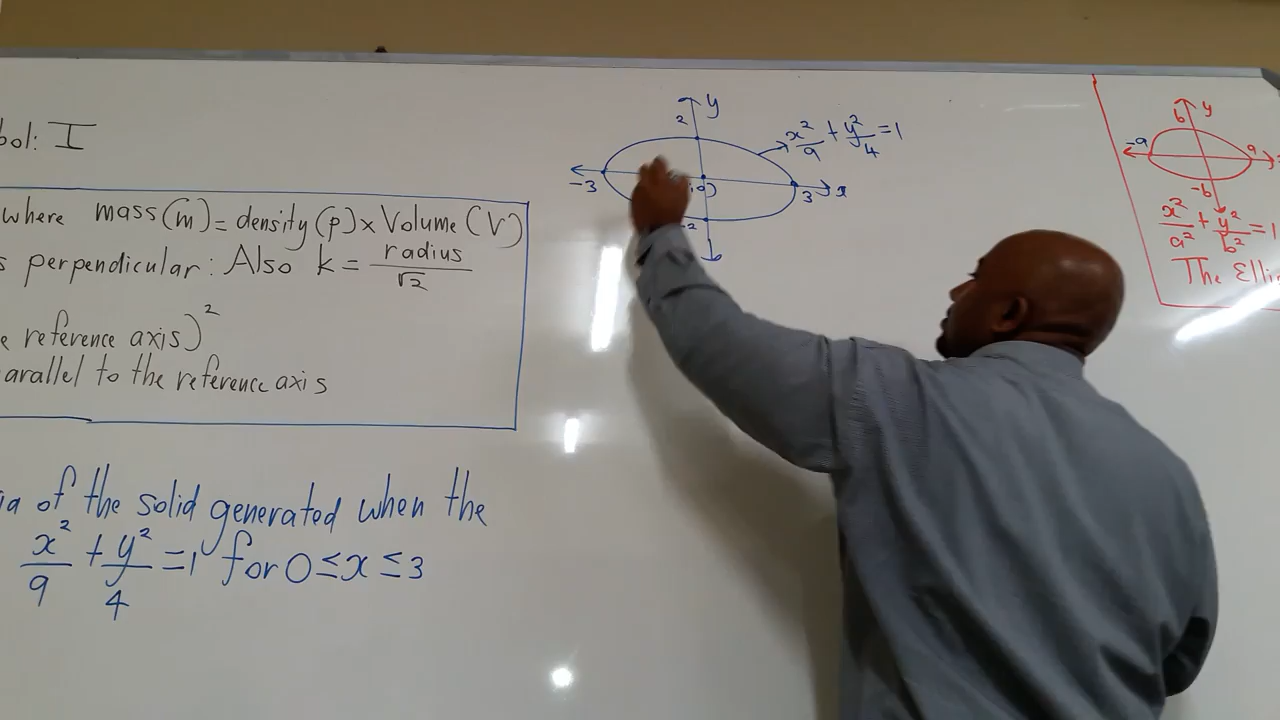 bol: I
where mass(m)=density(ρ)×Volume(V)
s perpendicular: Also k = radius/√2
e reference axis)²
arallel to the reference axis
ia of the solid generated when the
x²/9 + y²/4 = 1 for 0≤x≤3
y
2
x²/9 + y²/4 = 1
-3
3
x
-2
y
b
-a
a
-b
x²/a² + y²/b² = 1
The Elli